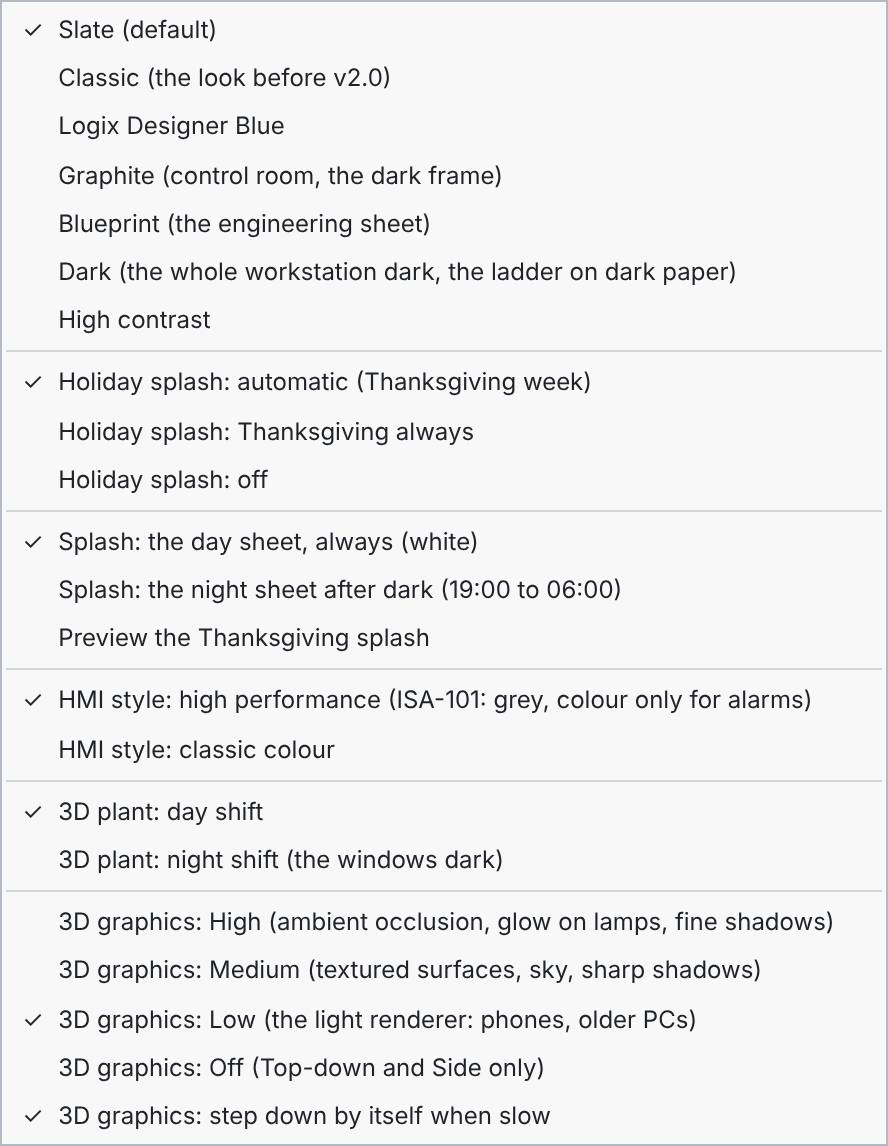 ✓ Slate (default)
Classic (the look before v2.0)
Logix Designer Blue
Graphite (control room, the dark frame)
Blueprint (the engineering sheet)
Dark (the whole workstation dark, the ladder on dark paper)
High contrast
✓ Holiday splash: automatic (Thanksgiving week)
Holiday splash: Thanksgiving always
Holiday splash: off
✓ Splash: the day sheet, always (white)
Splash: the night sheet after dark (19:00 to 06:00)
Preview the Thanksgiving splash
✓ HMI style: high performance (ISA-101: grey, colour only for alarms)
HMI style: classic colour
✓ 3D plant: day shift
3D plant: night shift (the windows dark)
3D graphics: High (ambient occlusion, glow on lamps, fine shadows)
3D graphics: Medium (textured surfaces, sky, sharp shadows)
✓ 3D graphics: Low (the light renderer: phones, older PCs)
3D graphics: Off (Top-down and Side only)
✓ 3D graphics: step down by itself when slow